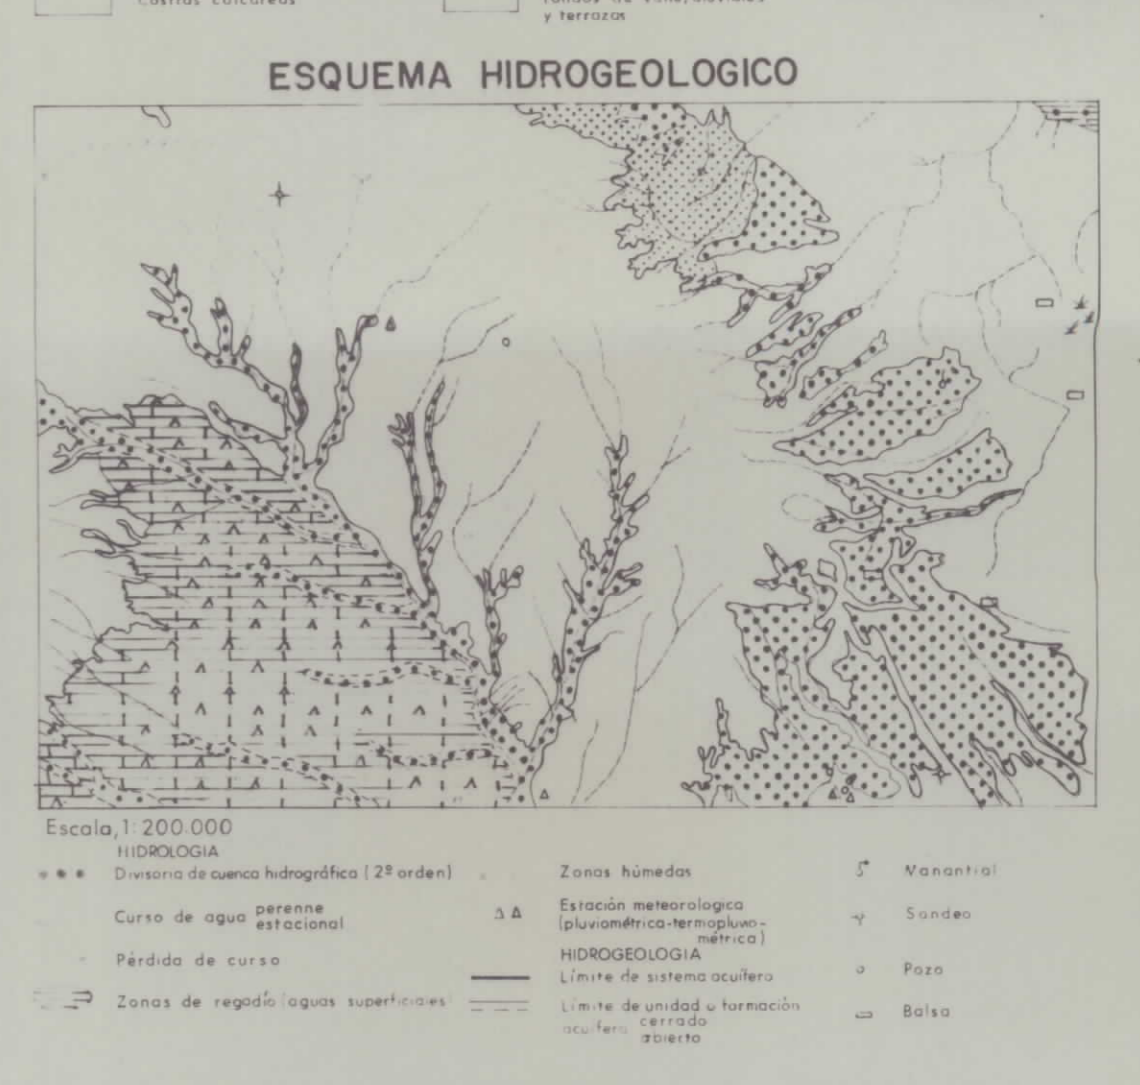 Costras calcáreas
y terrazas
ESQUEMA HIDROGEOLOGICO
Escala, 1:200.000
HIDROLOGIA
Divisoria de cuenca hidrográfica (2º orden)
Curso de agua perenne
estacional
Pérdida de curso
Zonas de regadío (aguas superficiales)
Zonas húmedas
Estación meteorologica
(pluviométrica-termopluvio-
métrica)
HIDROGEOLOGIA
Límite de sistema acuífero
Límite de unidad o formación
acuífera cerrado
abierto
Manantial
Sondeo
Pozo
Balsa